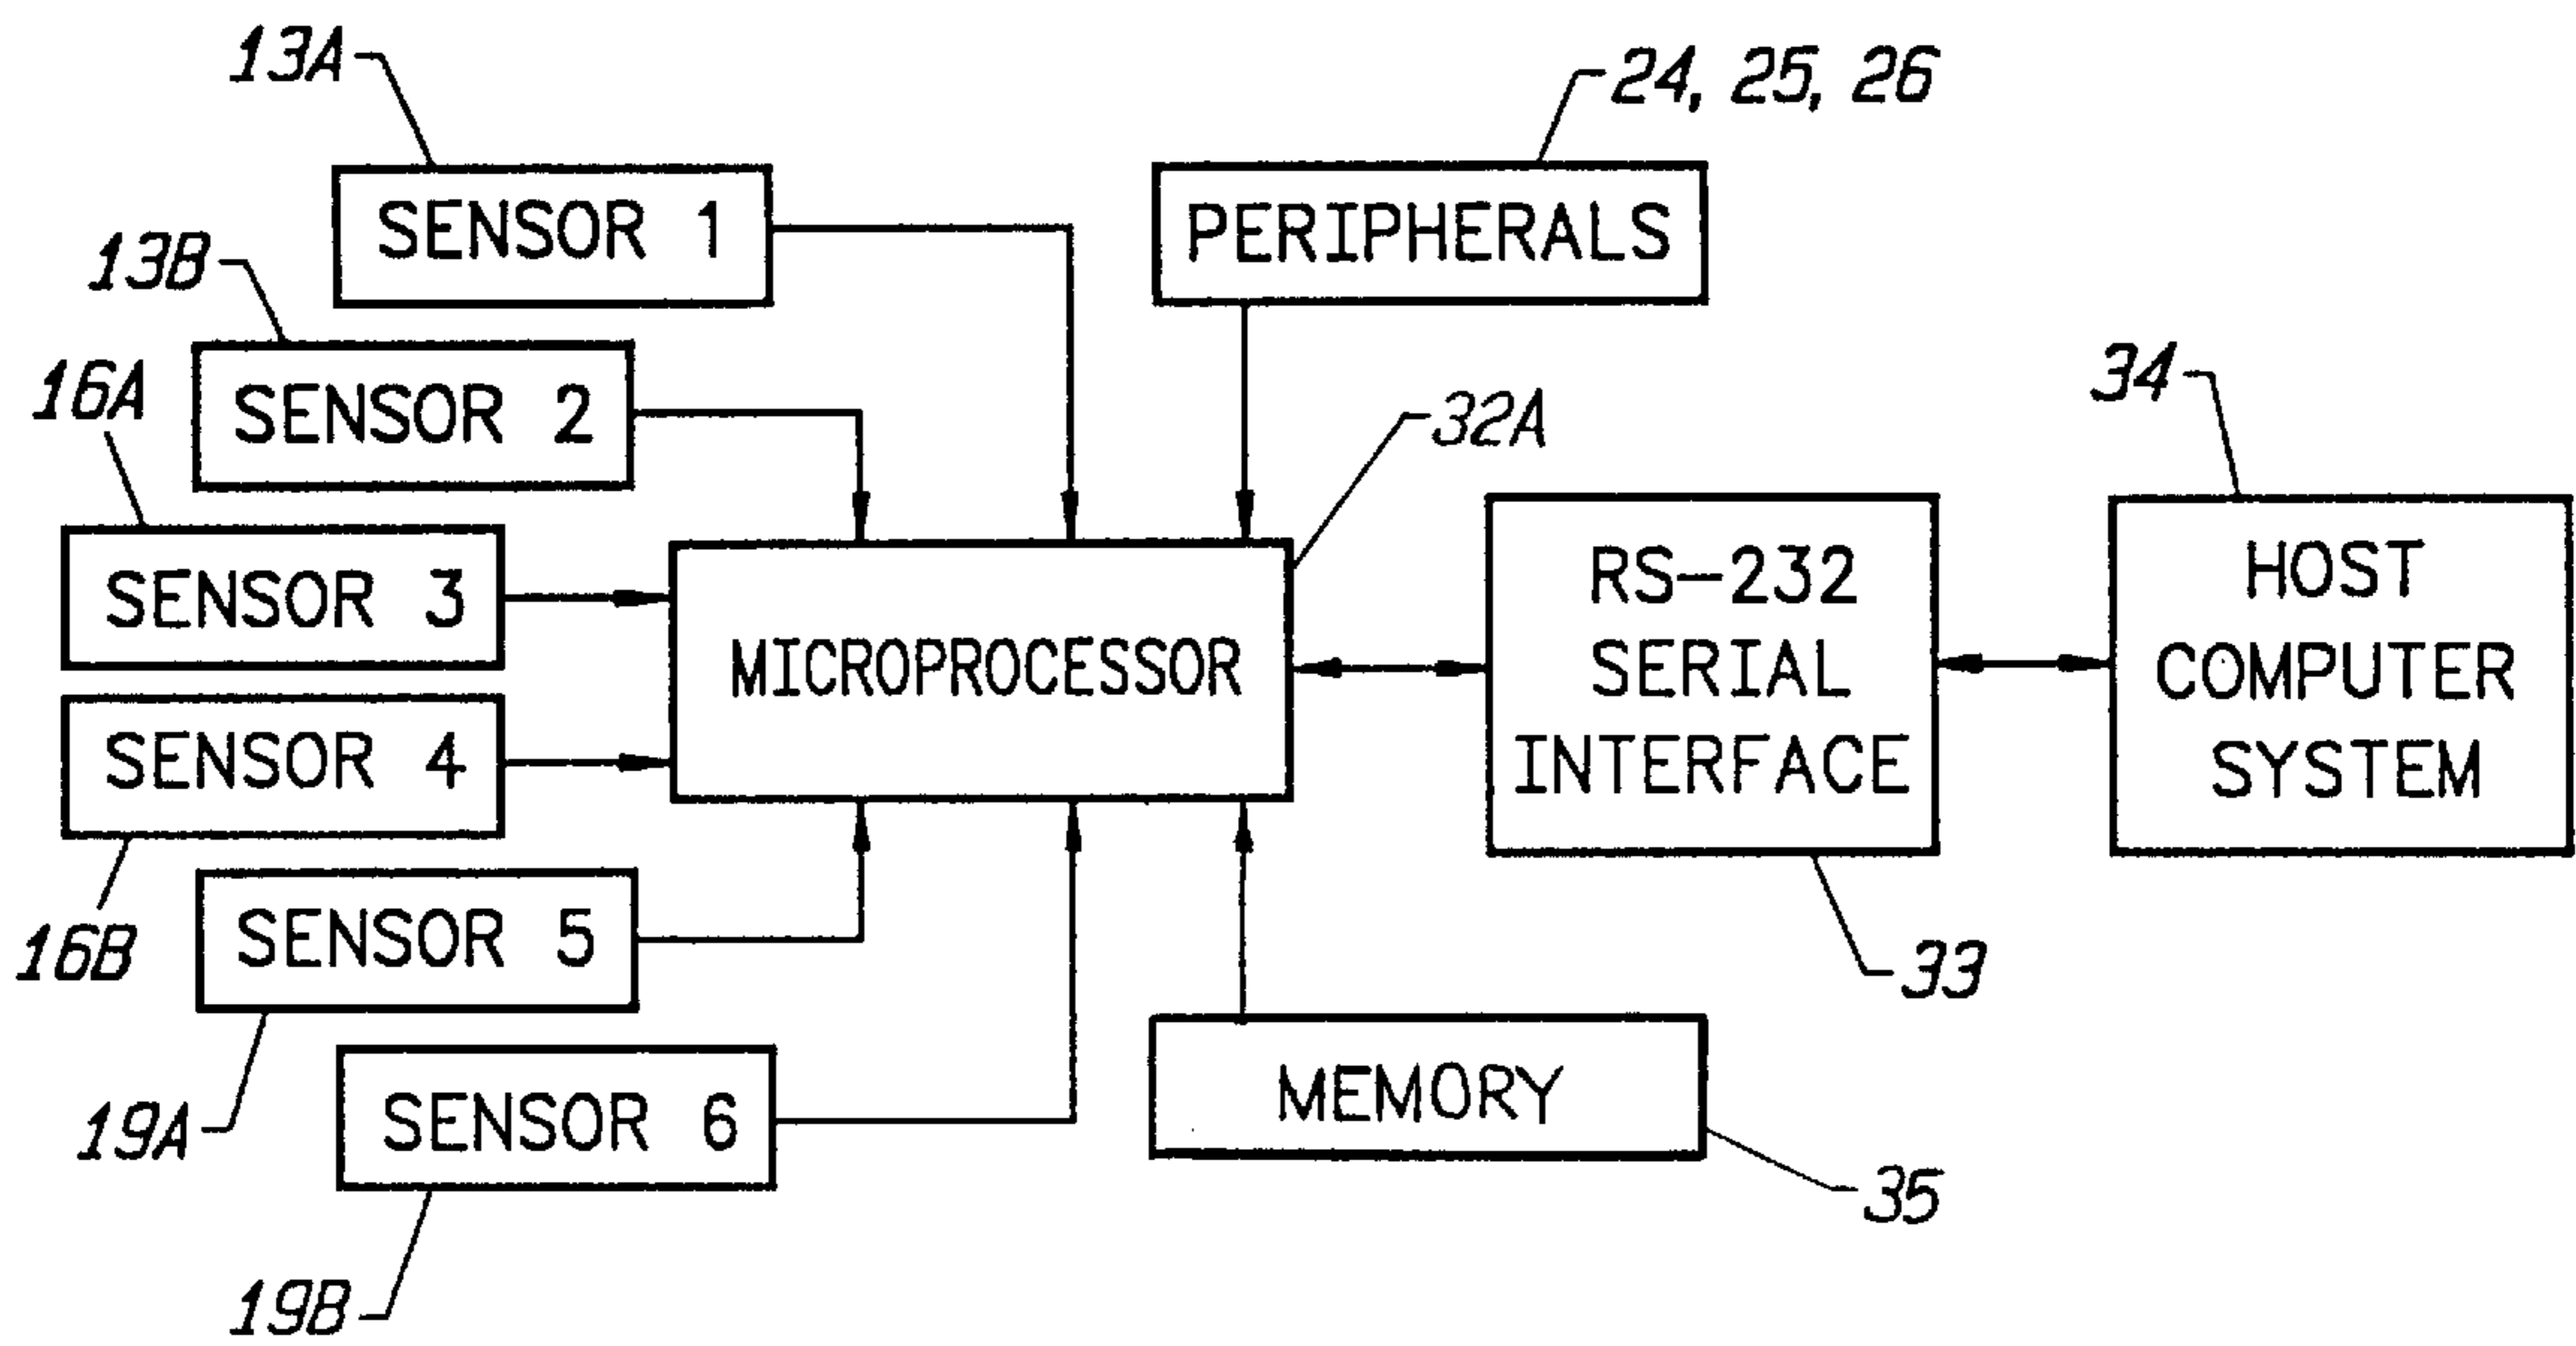 13A
24, 25, 26
SENSOR 1
PERIPHERALS
13B
SENSOR 2
16A
32A
34
SENSOR 3
MICROPROCESSOR
RS-232
SERIAL
INTERFACE
HOST
COMPUTER
SYSTEM
SENSOR 4
16B
SENSOR 5
33
19A
SENSOR 6
MEMORY
35
19B